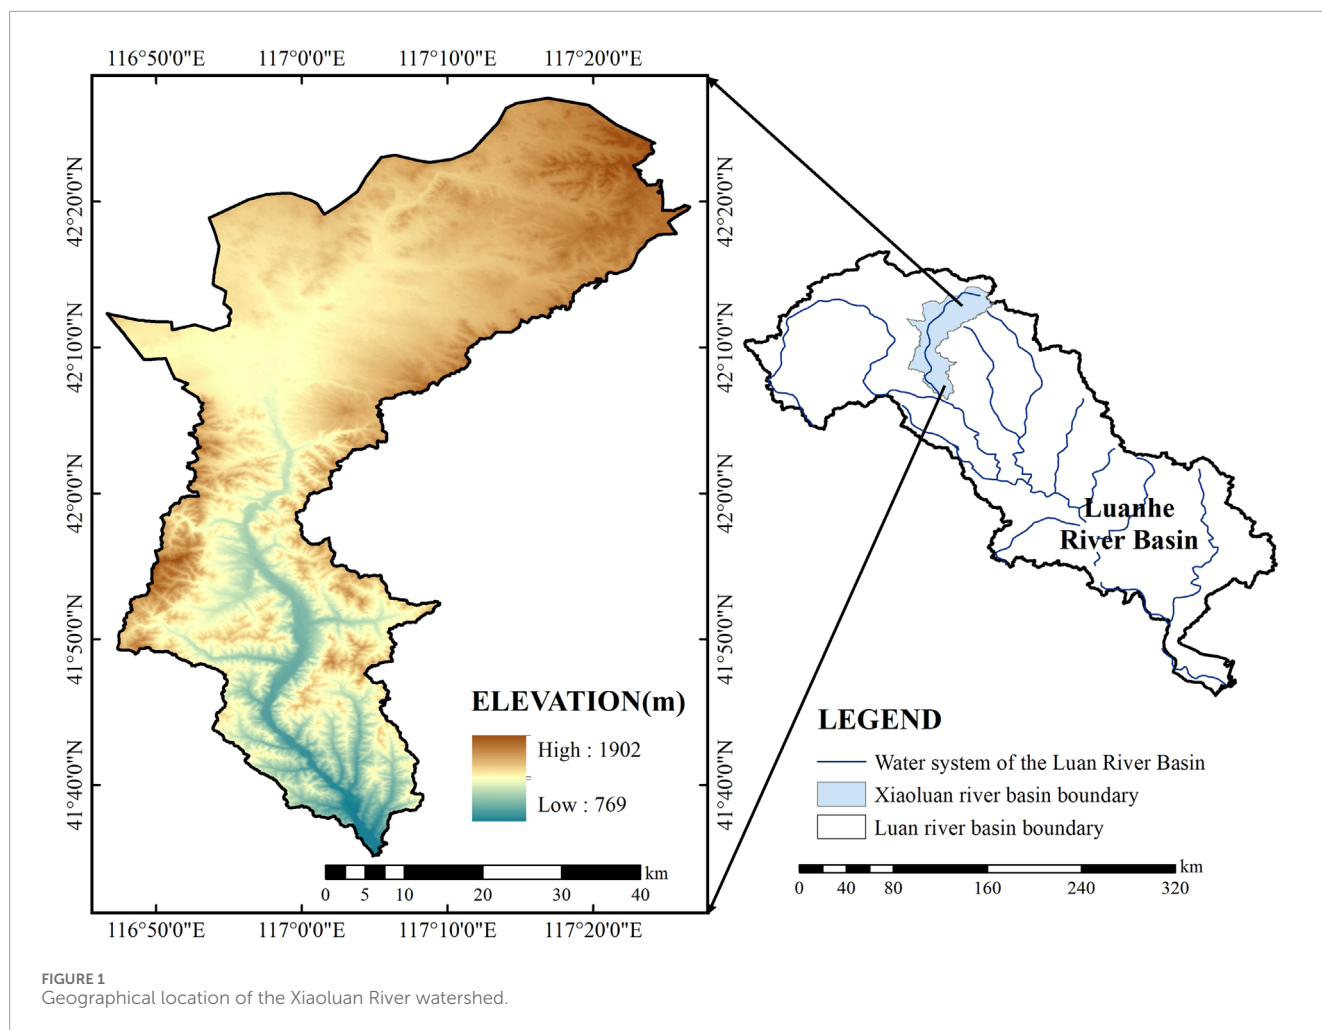 116°50'0"E 117°0'0"E 117°10'0"E 117°20'0"E
42°20'0"N
42°10'0"N
42°0'0"N
41°50'0"N
41°40'0"N
42°20'0"N
42°10'0"N
42°0'0"N
41°50'0"N
41°40'0"N
ELEVATION(m)
High : 1902
Low : 769
km
0 5 10 20 30 40
116°50'0"E 117°0'0"E 117°10'0"E 117°20'0"E
Luanhe
River Basin
LEGEND
Water system of the Luan River Basin
Xiaoluan river basin boundary
Luan river basin boundary
km
0 40 80 160 240 320
FIGURE 1
Geographical location of the Xiaoluan River watershed.